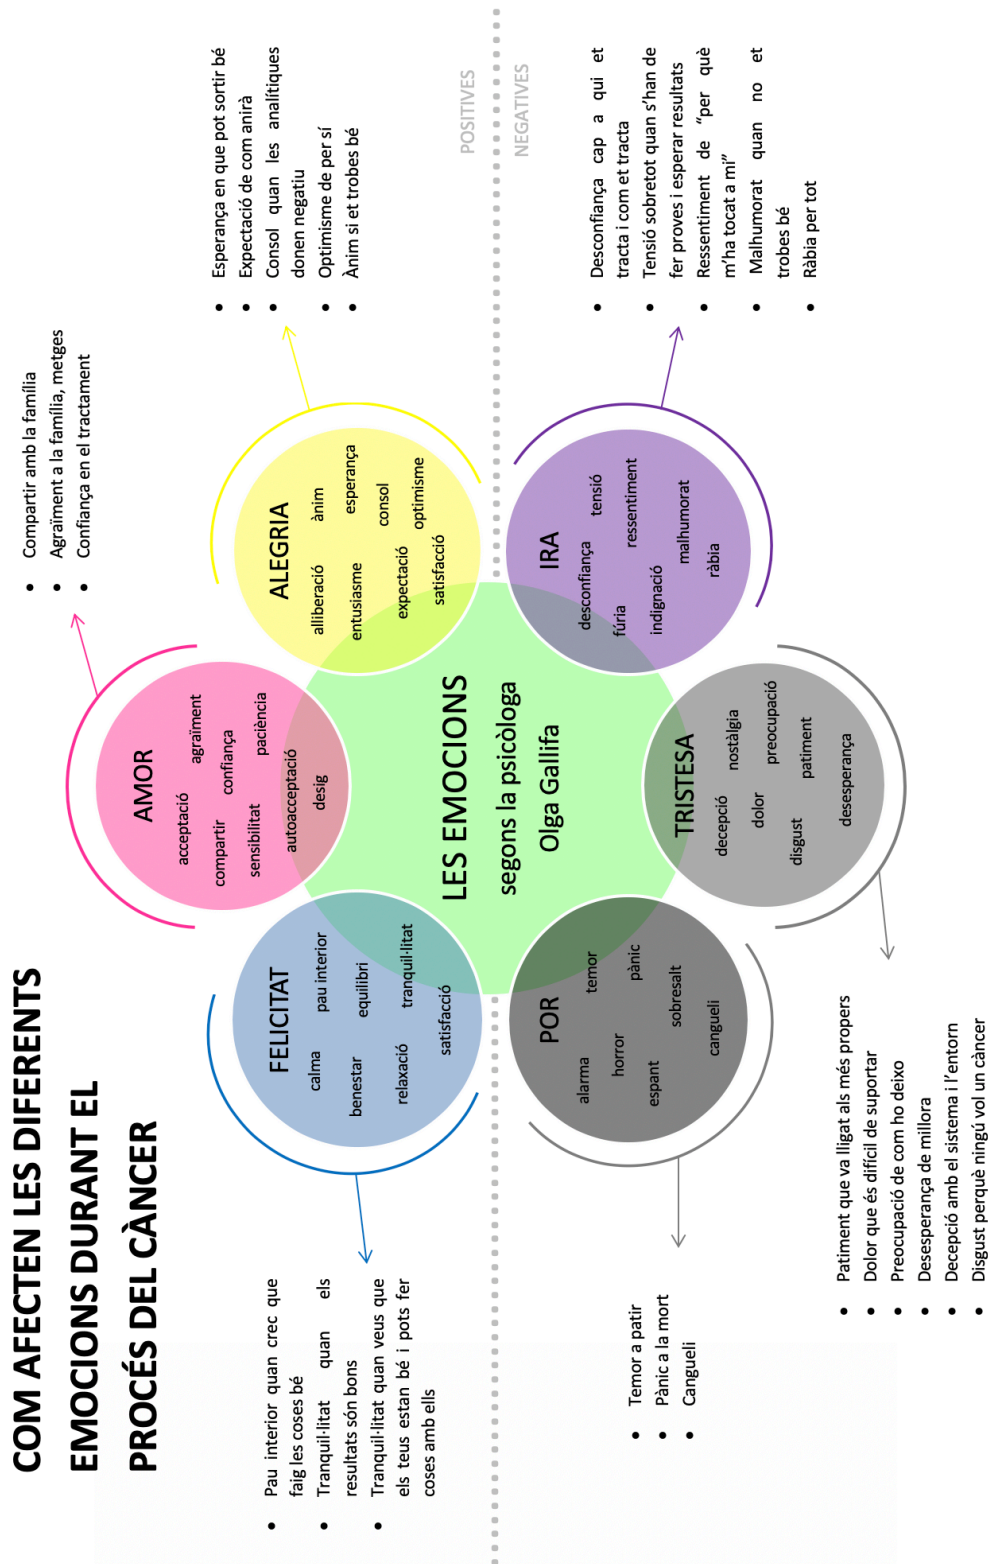 COM AFECTEN LES DIFERENTS
EMOCIONS DURANT EL
PROCÉS DEL CÀNCER
• Compartir amb la família
• Agraïment a la família, metges
• Confiança en el tractament
• Pau interior quan crec que
faig les coses bé
• Tranquil·litat quan els
resultats són bons
• Tranquil·litat quan veus que
els teus estan bé i pots fer
coses amb ells
FELICITAT
calma
pau interior
benestar
equilibri
relaxació
tranquil·litat
satisfacció
AMOR
acceptació
agraïment
compartir
confiança
sensibilitat
paciència
autoacceptació
desig
ALEGRIA
alliberació
ànim
entusiasme
esperança
consol
expectació
optimisme
satisfacció
• Esperança en que pot sortir bé
• Expectació de com anirà
• Consol quan les analítiques
donen negatiu
• Optimisme de per sí
• Ànim si et trobes bé
LES EMOCIONS
segons la psicòloga
Olga Gallifa
POSITIVES
NEGATIVES
POR
alarma
temor
horror
pànic
espant
sobresalt
cangueli
TRISTESA
decepció
nostàlgia
dolor
preocupació
disgust
patiment
desesperança
IRA
desconfiança
tensió
fúria
ressentiment
indignació
malhumorat
ràbia
• Desconfiança cap a qui et
tracta i com et tracta
• Tensió sobretot quan s’han de
fer proves i esperar resultats
• Ressentiment de “per què
m’ha tocat a mi”
• Malhumorat quan no et
trobes bé
• Ràbia per tot
• Temor a patir
• Pànic a la mort
• Cangueli
• Patiment que va lligat als més propers
• Dolor que és difícil de suportar
• Preocupació de com ho deixo
• Desesperança de millora
• Decepció amb el sistema i l’entorn
• Disgust perquè ningú vol un càncer